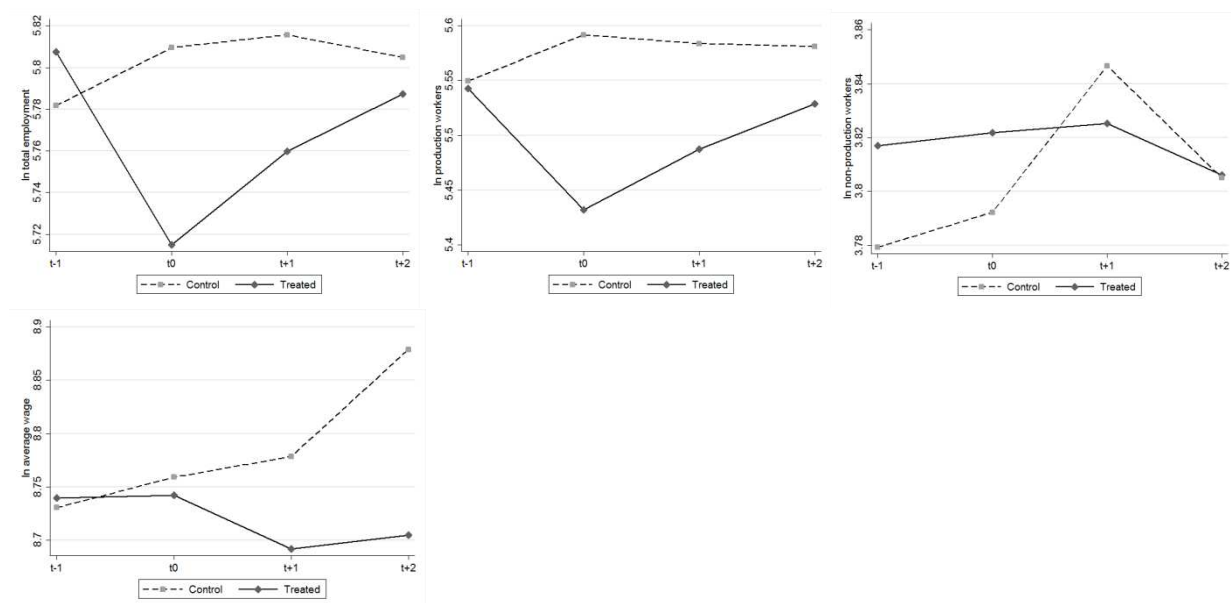 ln total employment
5.82
5.8
5.78
5.76
5.74
5.72
t-1 t0 t+1 t+2
Control Treated
ln production workers
5.6
5.55
5.5
5.45
5.4
t-1 t0 t+1 t+2
Control Treated
ln non-production workers
3.86
3.84
3.82
3.8
3.78
t-1 t0 t+1 t+2
Control Treated
ln average wage
8.9
8.85
8.8
8.75
8.7
t-1 t0 t+1 t+2
Control Treated